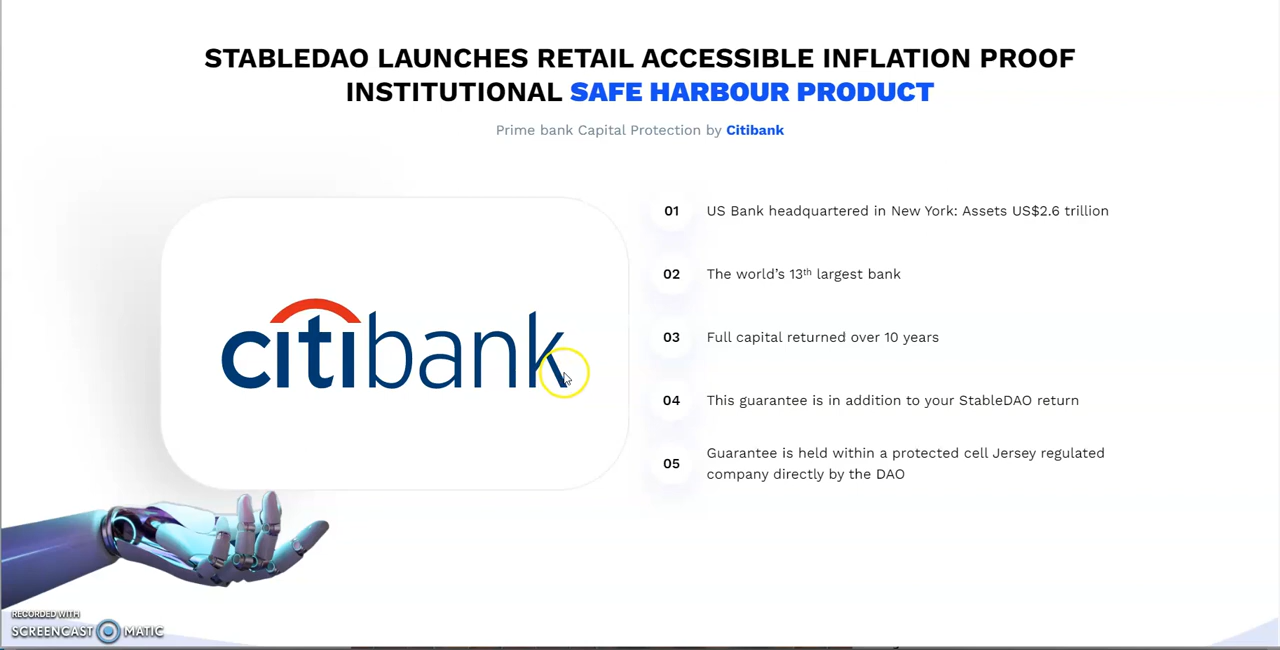 STABLEDAO LAUNCHES RETAIL ACCESSIBLE INFLATION PROOF
INSTITUTIONAL SAFE HARBOUR PRODUCT
Prime bank Capital Protection by Citibank
citibank
01 US Bank headquartered in New York: Assets US$2.6 trillion
02 The world’s 13th largest bank
03 Full capital returned over 10 years
04 This guarantee is in addition to your StableDAO return
05 Guarantee is held within a protected cell Jersey regulated
company directly by the DAO
RECORDED WITH
SCREENCAST MATIC